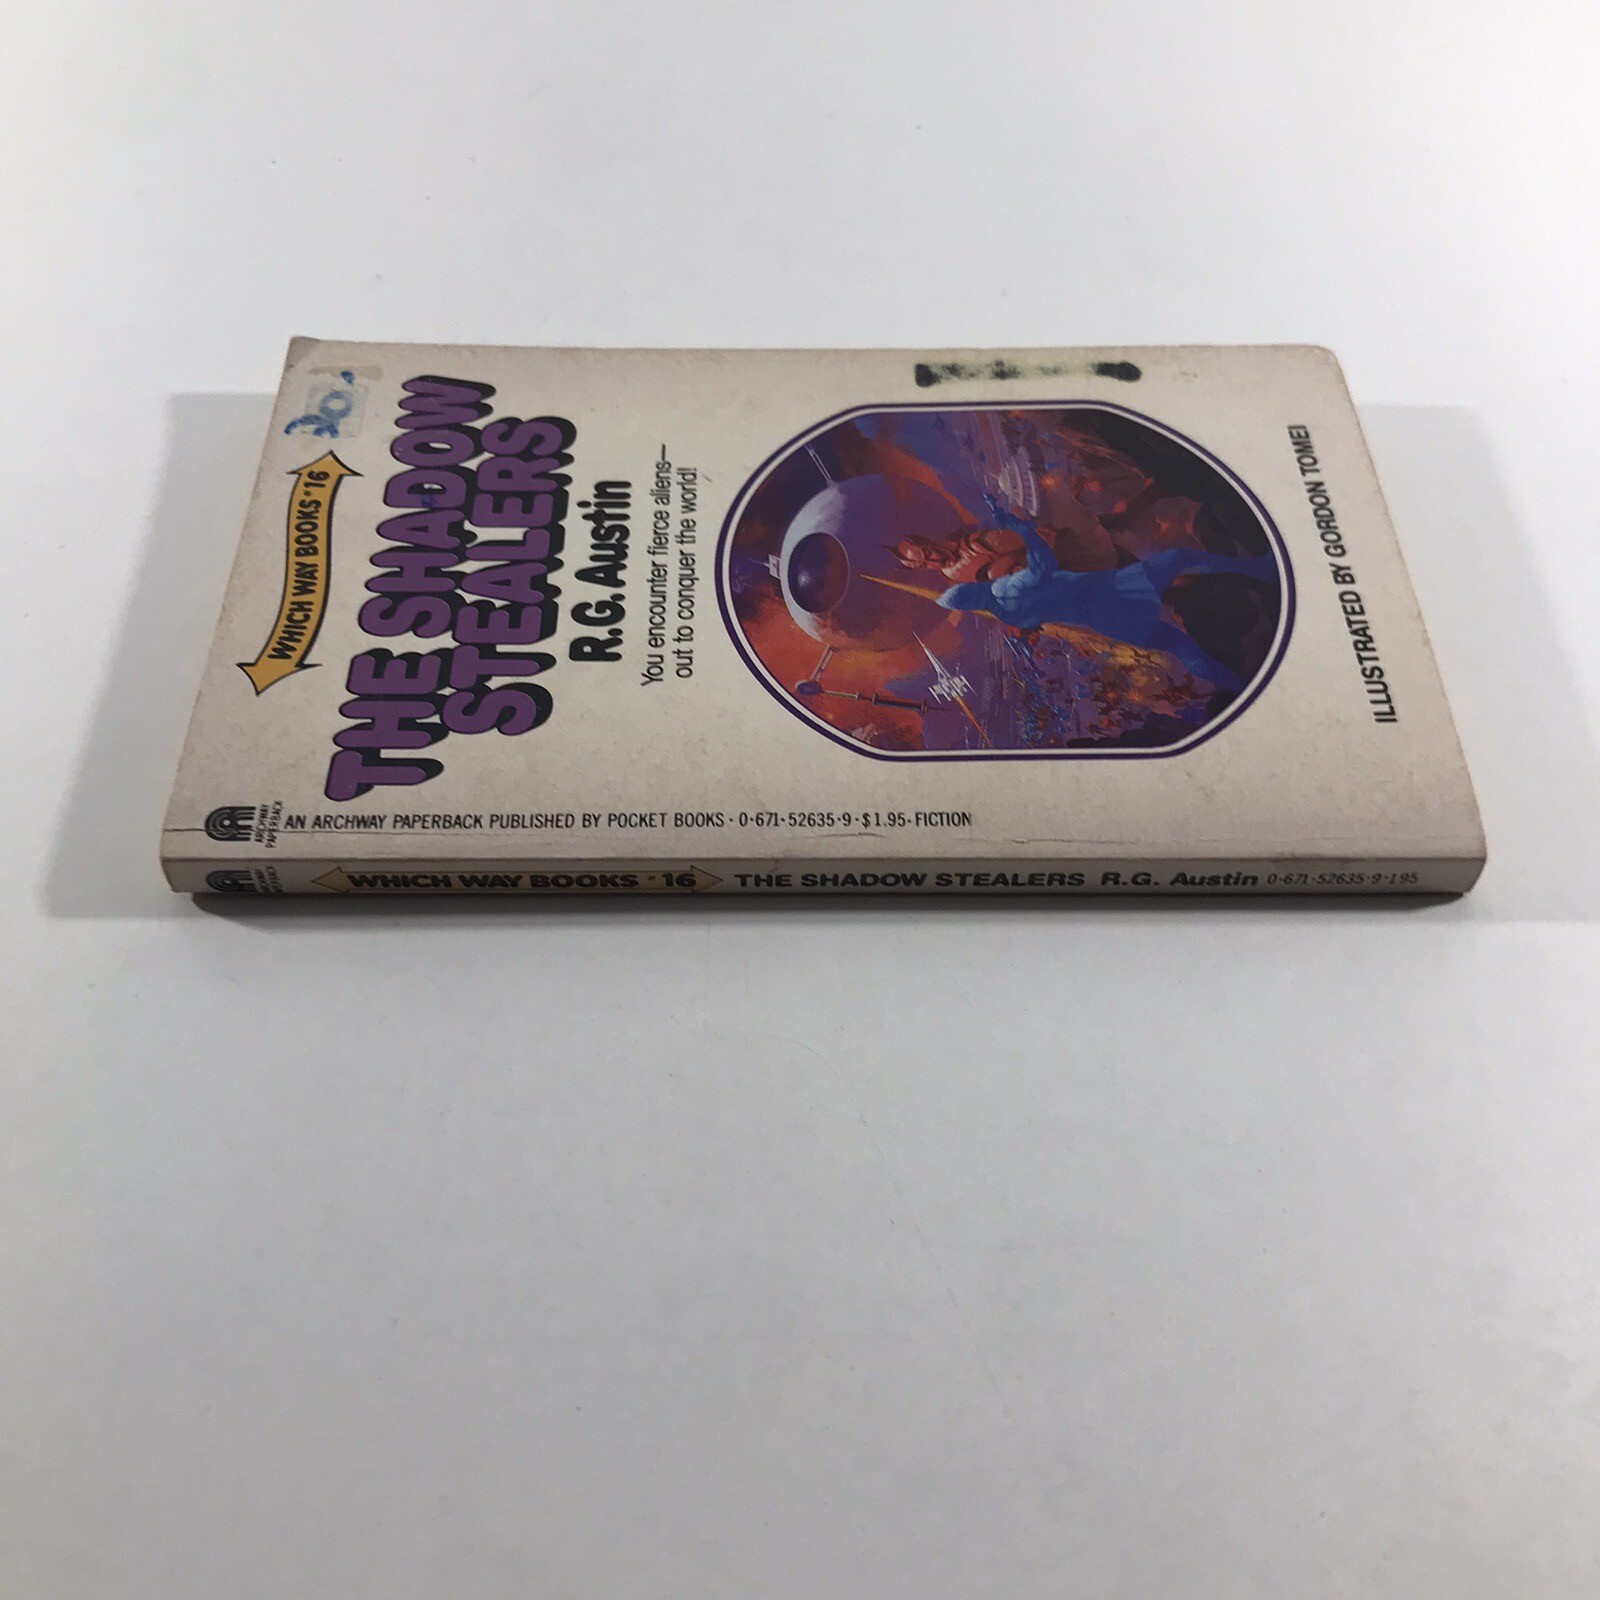 WHICH WAY BOOKS #16
THE SHADOW
STEALERS
R.G. Austin
You encounter fierce aliens—
out to conquer the world!
ILLUSTRATED BY GORDON TOMEI
ARCHWAY
PAPERBACK
AN ARCHWAY PAPERBACK PUBLISHED BY POCKET BOOKS · 0-671-52635-9 · $1.95 · FICTION
WHICH WAY BOOKS #16 THE SHADOW STEALERS R.G. Austin 0-671-52635-9 · 195